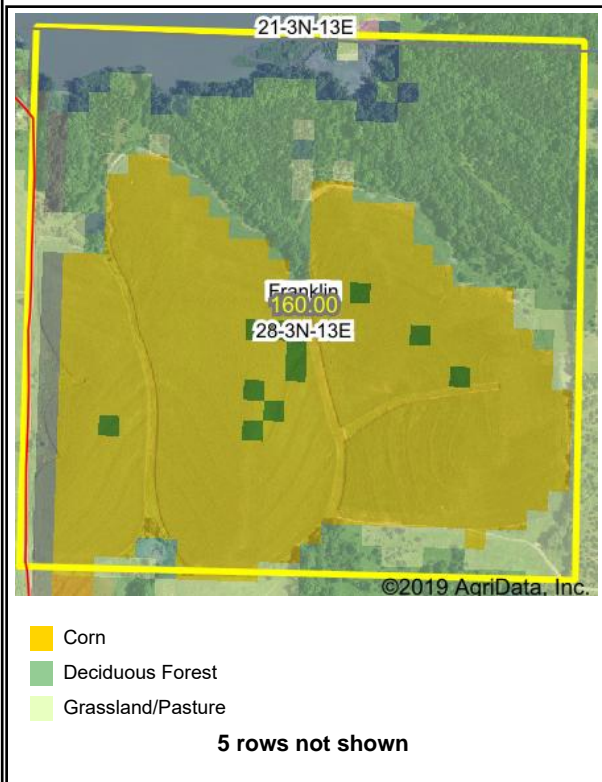 21-3N-13E
Franklin
160.00
28-3N-13E
©2019 AgriData, Inc.
Corn
Deciduous Forest
Grassland/Pasture
5 rows not shown